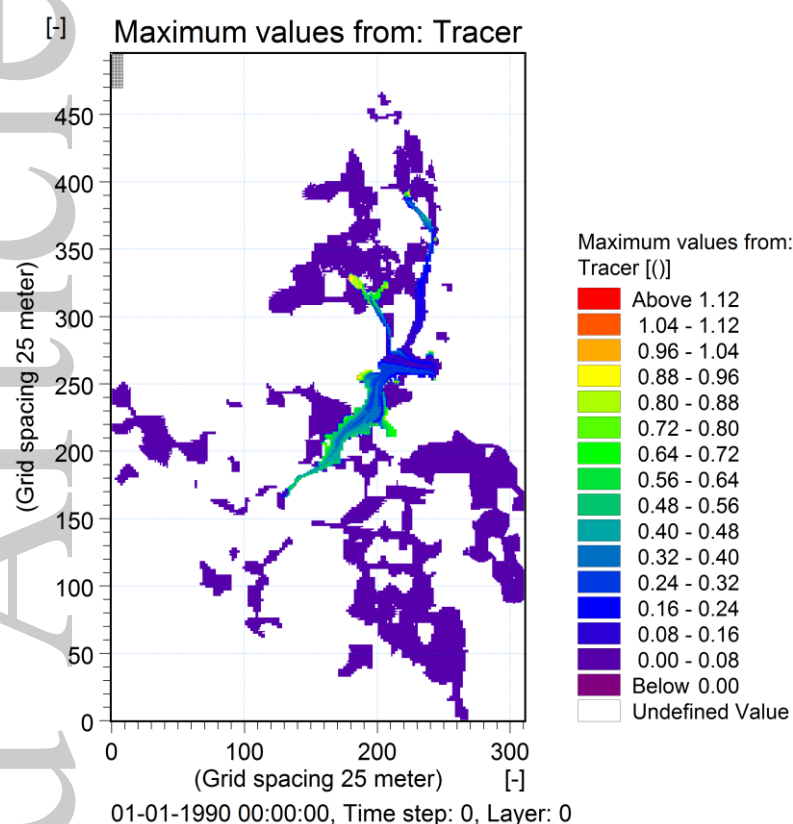 [-]
Maximum values from: Tracer
450
400
350
300
250
200
150
100
50
0
(Grid spacing 25 meter)
0 100 200 300
(Grid spacing 25 meter) [-]
01-01-1990 00:00:00, Time step: 0, Layer: 0
Maximum values from:
Tracer [()]
Above 1.12
1.04 - 1.12
0.96 - 1.04
0.88 - 0.96
0.80 - 0.88
0.72 - 0.80
0.64 - 0.72
0.56 - 0.64
0.48 - 0.56
0.40 - 0.48
0.32 - 0.40
0.24 - 0.32
0.16 - 0.24
0.08 - 0.16
0.00 - 0.08
Below 0.00
Undefined Value